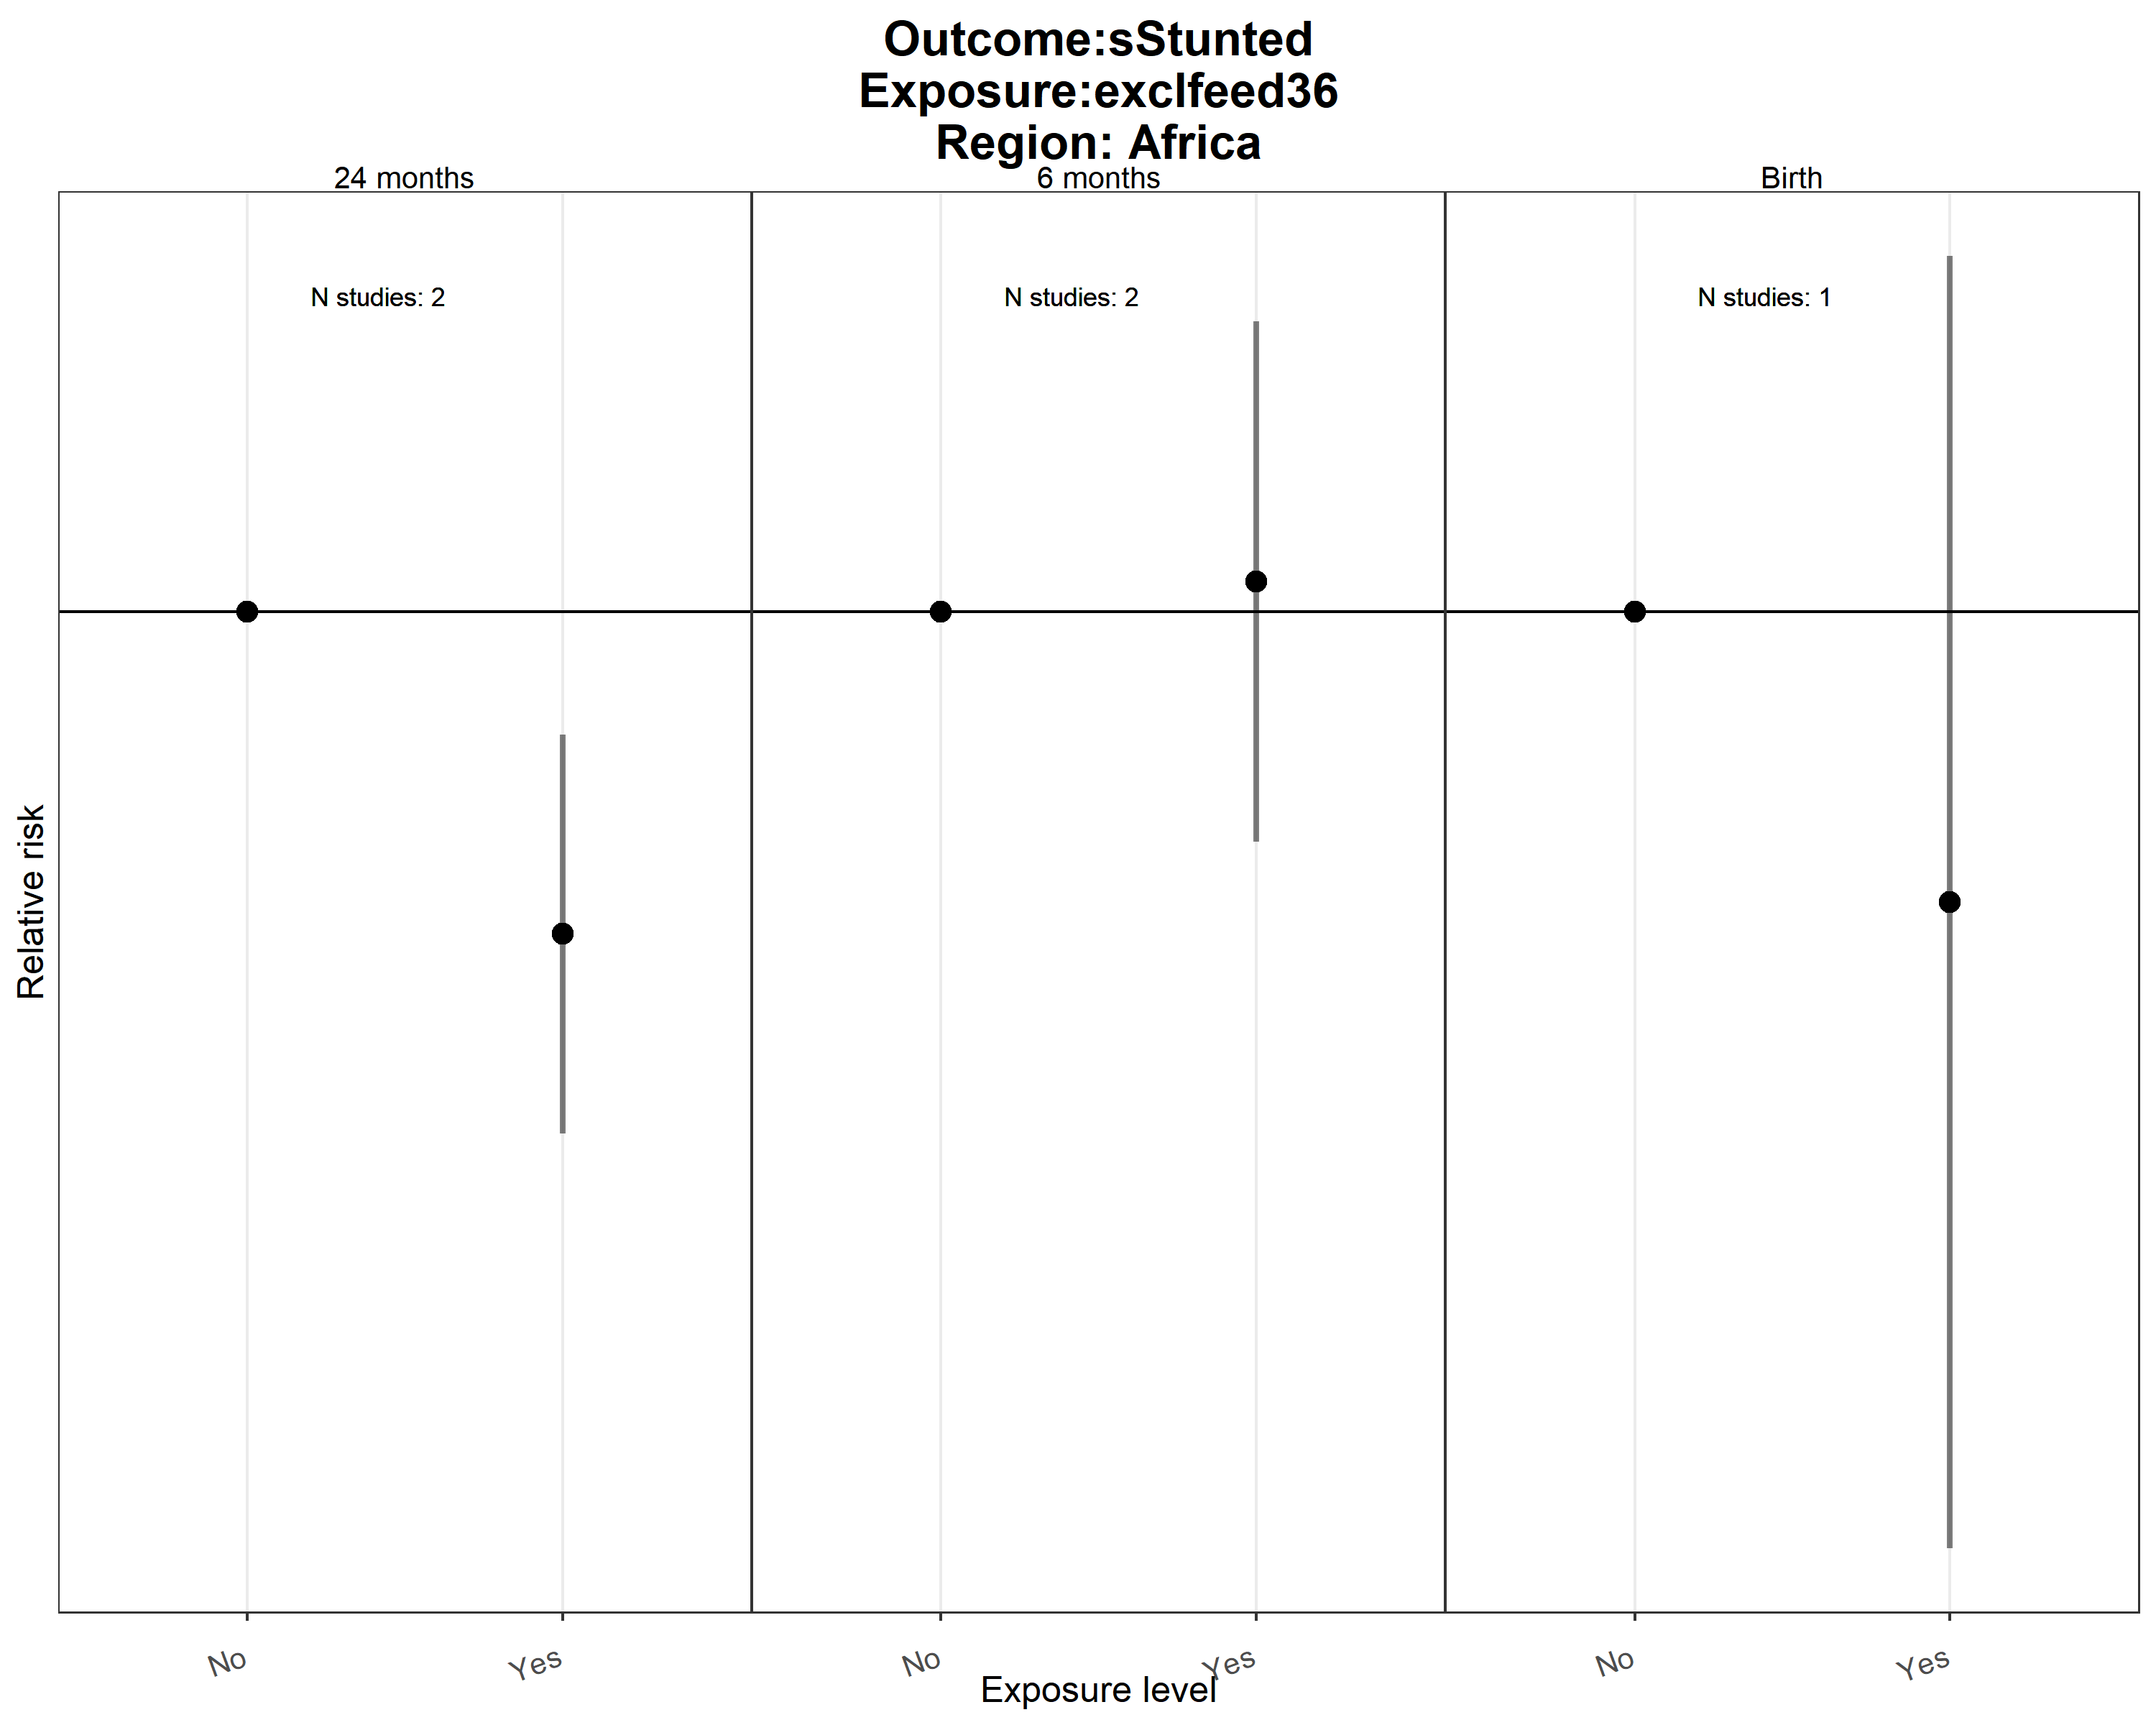 Outcome:sStunted
Exposure:exclfeed36
Region: Africa
24 months
6 months
Birth
N studies: 2
N studies: 2
N studies: 1
Relative risk
No
Yes
No
Yes
No
Yes
Exposure level